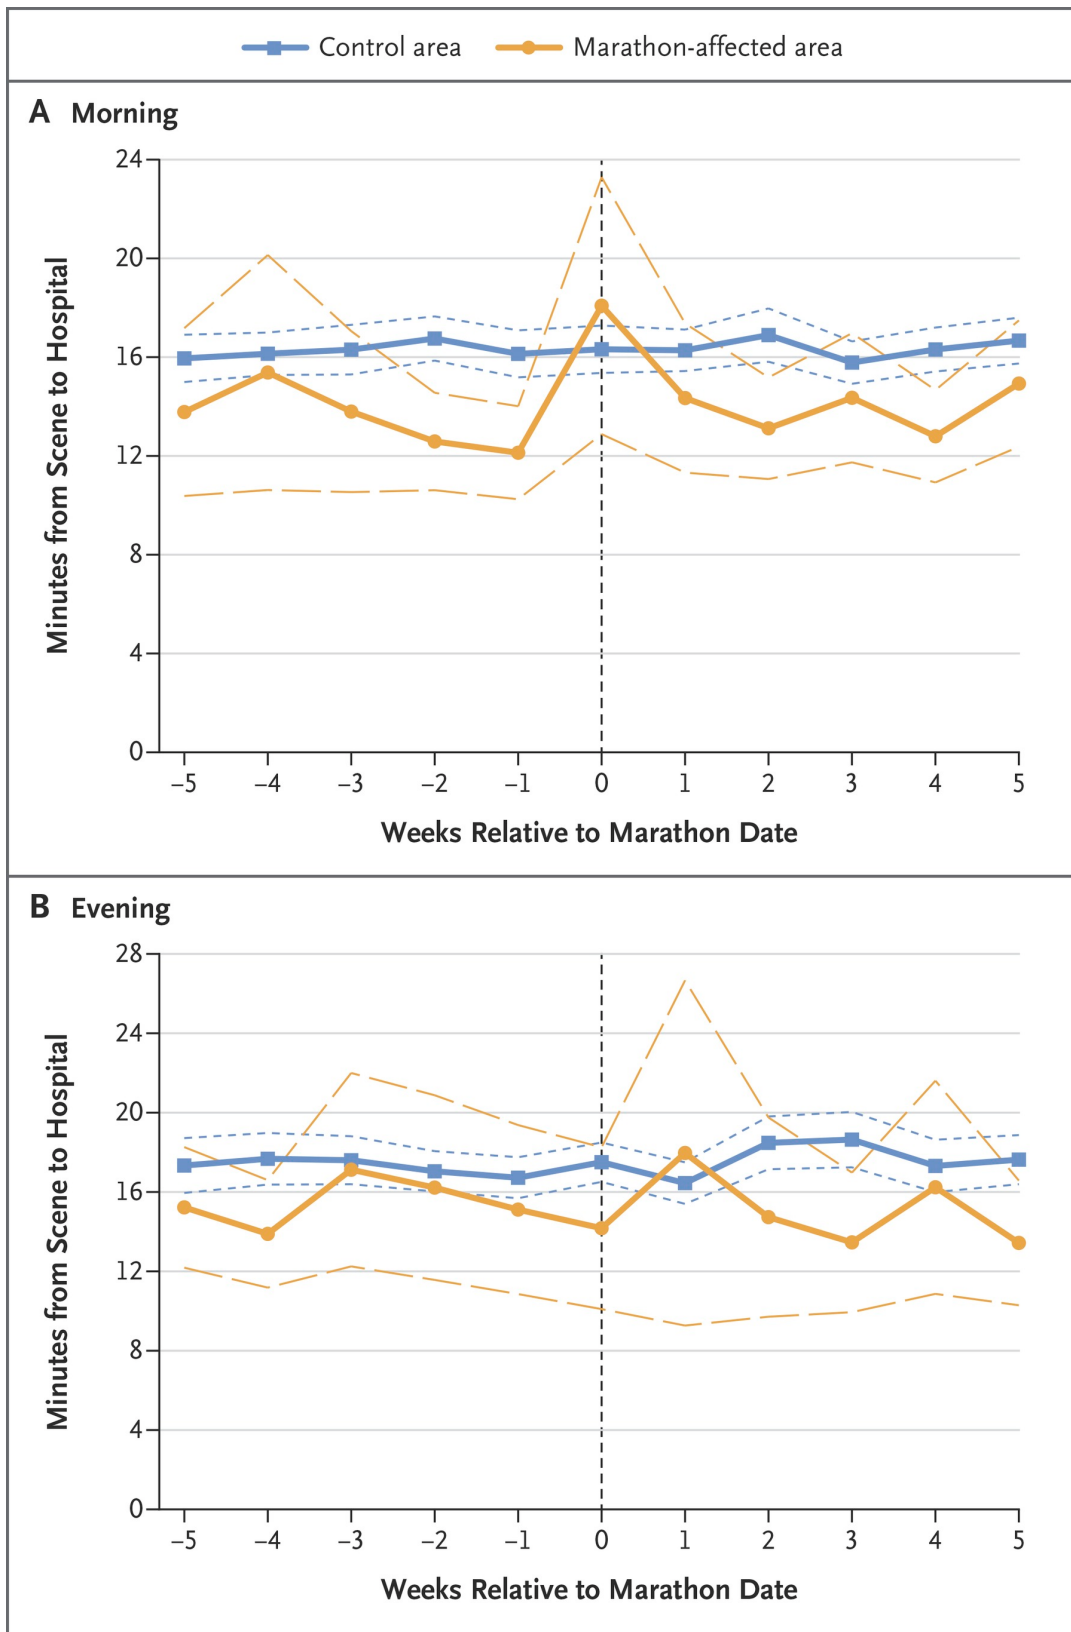 Control area Marathon-affected area
A Morning
Minutes from Scene to Hospital
24
20
16
12
8
4
0
–5 –4 –3 –2 –1 0 1 2 3 4 5
Weeks Relative to Marathon Date
B Evening
Minutes from Scene to Hospital
28
24
20
16
12
8
4
0
–5 –4 –3 –2 –1 0 1 2 3 4 5
Weeks Relative to Marathon Date